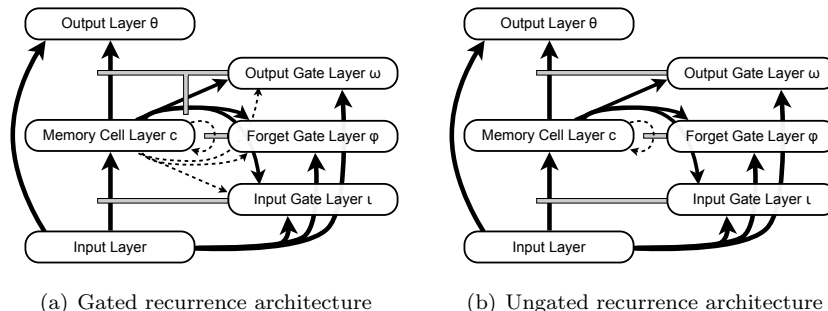 Output Layer θ
Output Layer θ
Output Gate Layer ω
Output Gate Layer ω
Memory Cell Layer c
Forget Gate Layer φ
Memory Cell Layer c
Forget Gate Layer φ
Input Gate Layer ι
Input Gate Layer ι
Input Layer
Input Layer
(a) Gated recurrence architecture
(b) Ungated recurrence architecture